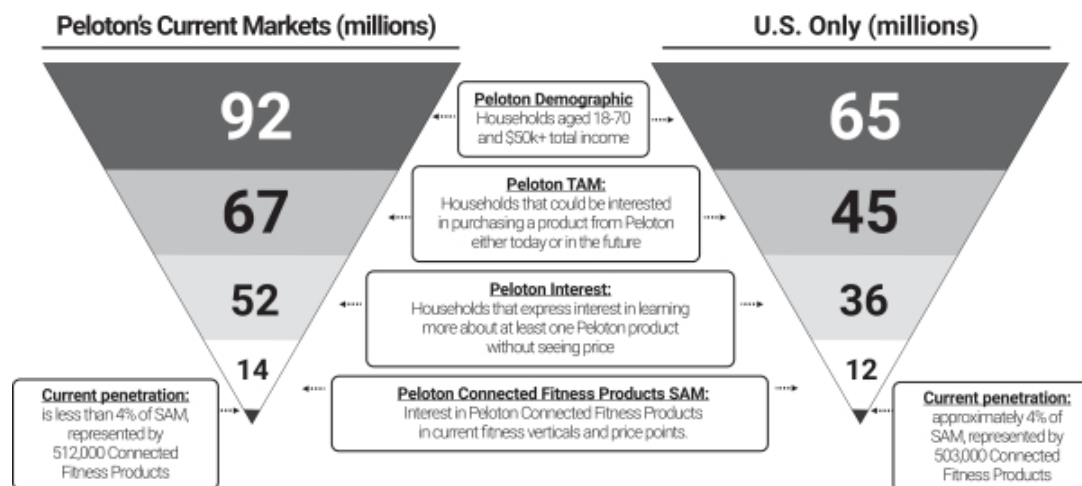 Peloton's Current Markets (millions)
U.S. Only (millions)
92
Peloton Demographic
Households aged 18-70
and $50k+ total income
65
67
Peloton TAM:
Households that could be interested
in purchasing a product from Peloton
either today or in the future
45
52
Peloton Interest:
Households that express interest in learning
more about at least one Peloton product
without seeing price
36
14
Peloton Connected Fitness Products SAM:
Interest in Peloton Connected Fitness Products
in current fitness verticals and price points.
12
Current penetration:
is less than 4% of SAM,
represented by
512,000 Connected
Fitness Products
Current penetration:
approximately 4% of
SAM, represented by
503,000 Connected
Fitness Products